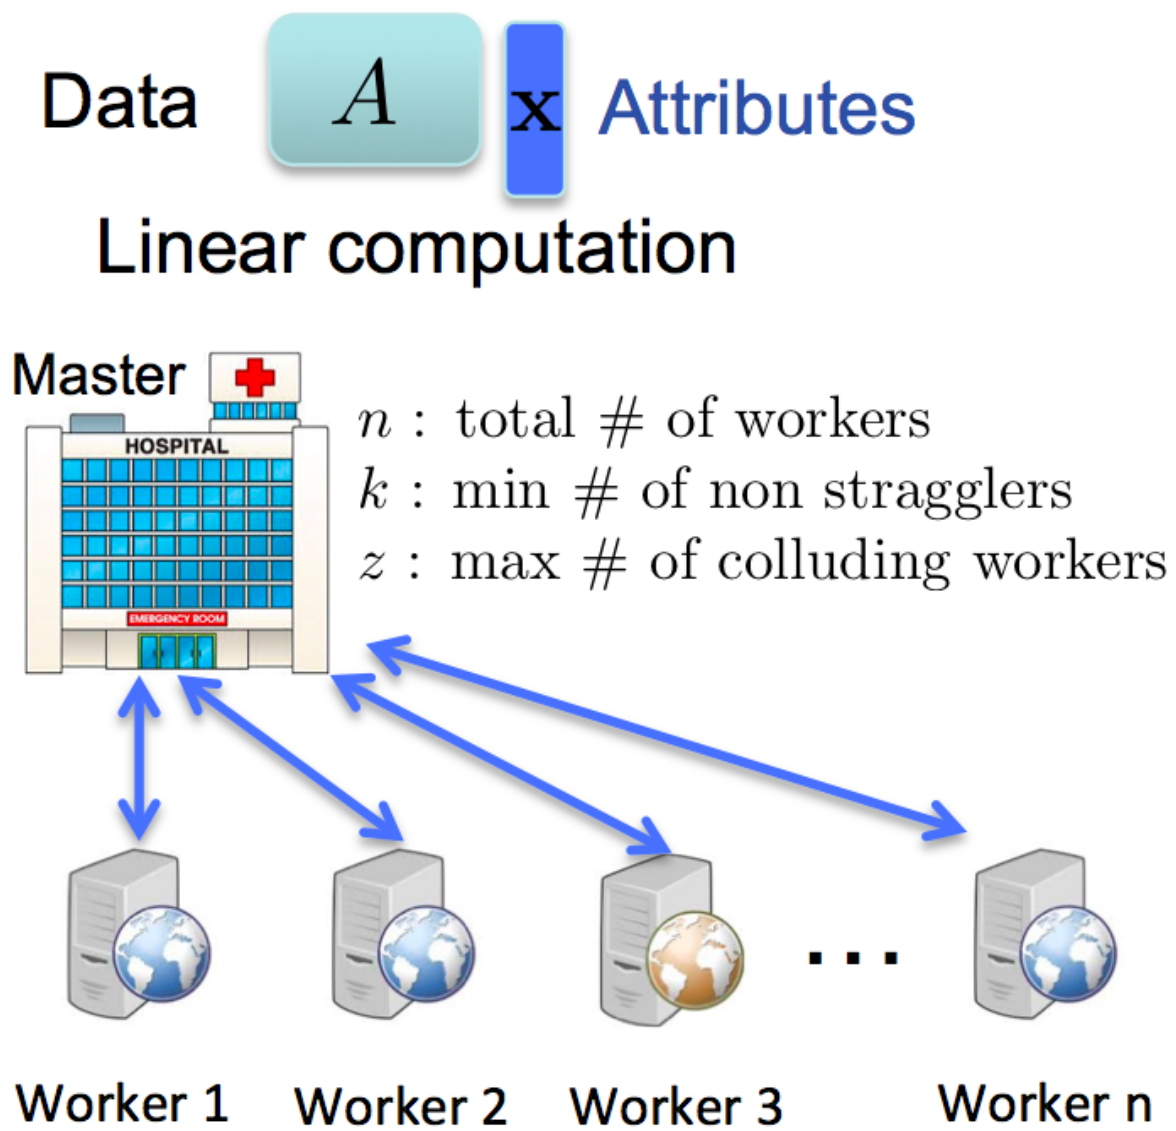 Data A x Attributes
Linear computation
Master
HOSPITAL
EMERGENCY ROOM
n : total # of workers
k : min # of non stragglers
z : max # of colluding workers
...
Worker 1 Worker 2 Worker 3 Worker n